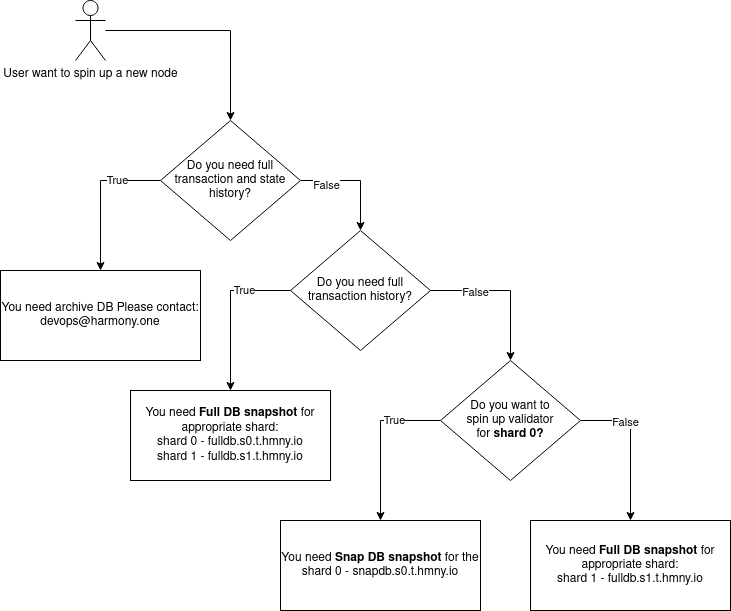 User want to spin up a new node
Do you need full
transaction and state
history?
True
False
You need archive DB Please contact:
devops@harmony.one
Do you need full
transaction history?
True
False
You need Full DB snapshot for
appropriate shard:
shard 0 - fulldb.s0.t.hmny.io
shard 1 - fulldb.s1.t.hmny.io
Do you want to
spin up validator
for shard 0?
True
False
You need Snap DB snapshot for the
shard 0 - snapdb.s0.t.hmny.io
You need Full DB snapshot for
appropriate shard:
shard 1 - fulldb.s1.t.hmny.io